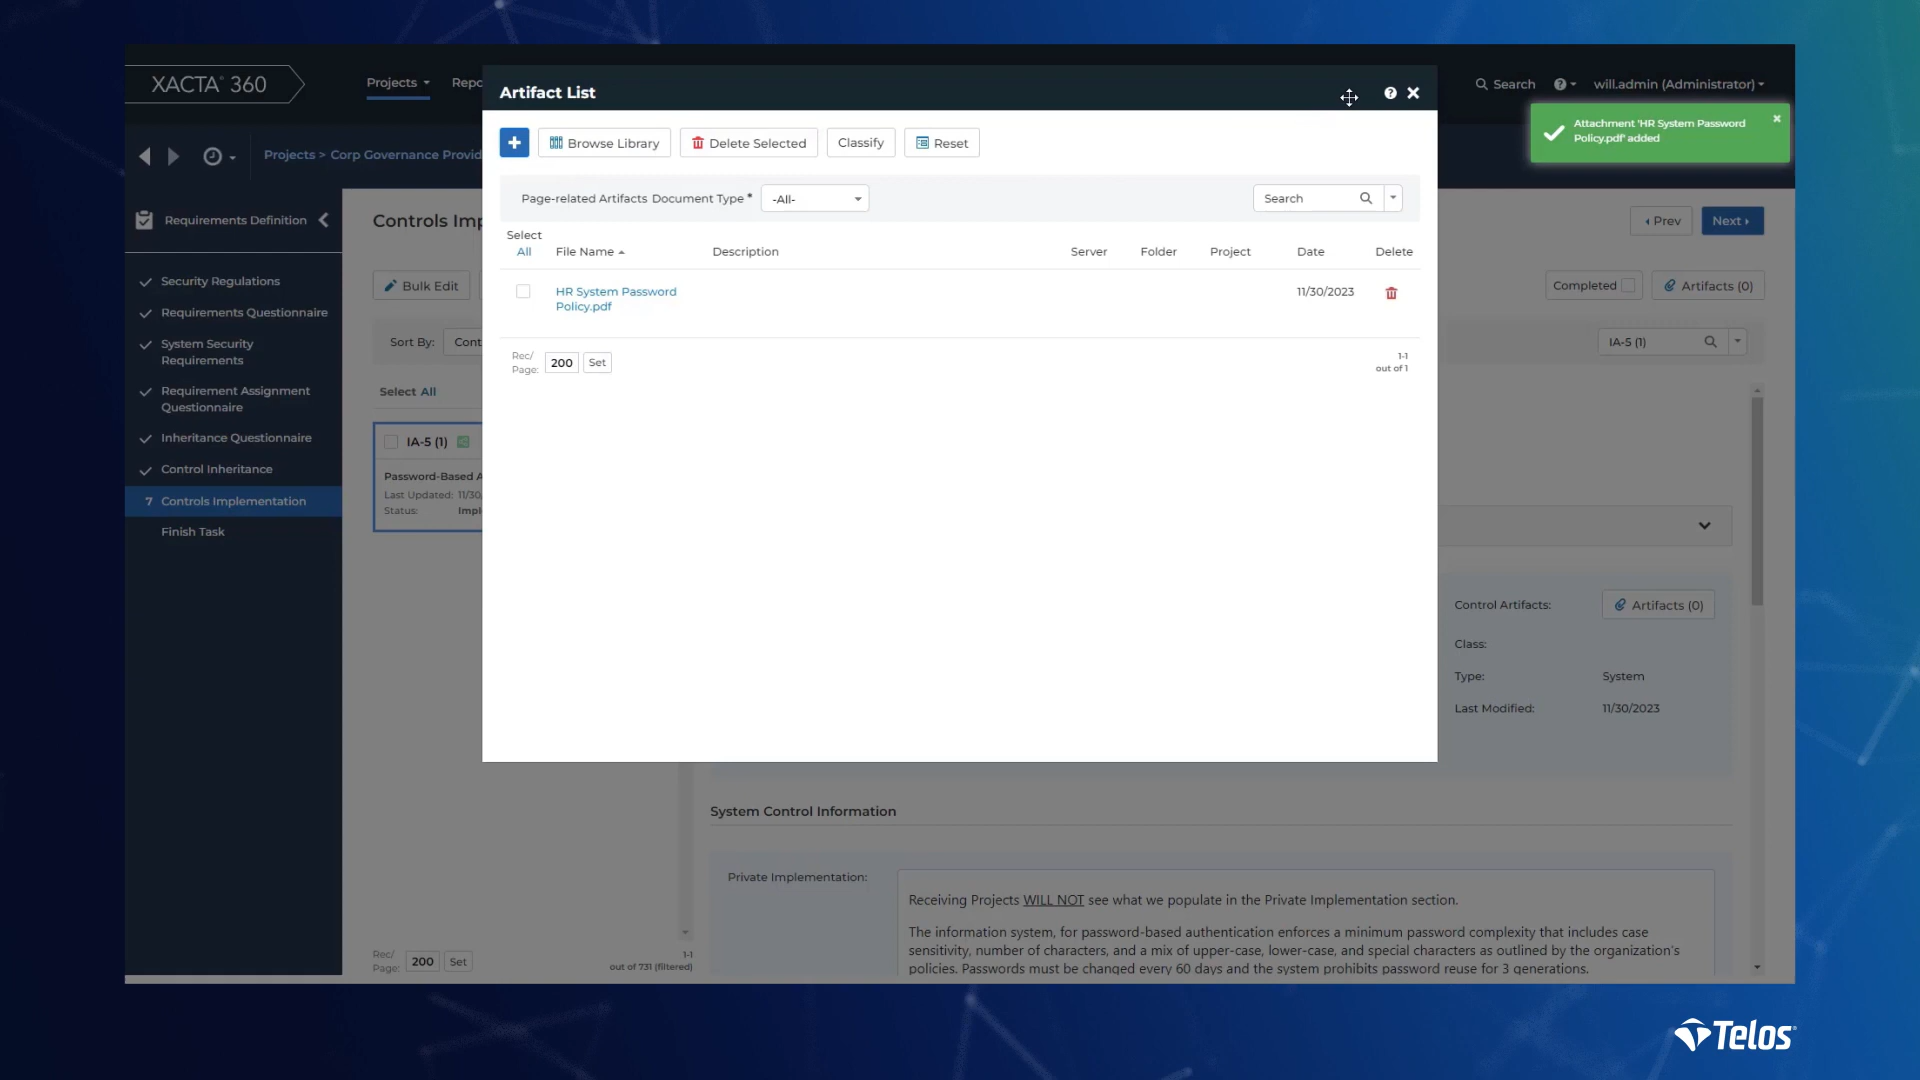 XACTA® 360
Projects
Repo
Search
will.admin (Administrator)
Projects > Corp Governance Provid
Attachment 'HR System Password
Policy.pdf' added
Artifact List
Browse Library
Delete Selected
Classify
Reset
Page-related Artifacts Document Type *
-All-
Search
Select
All
File Name
Description
Server
Folder
Project
Date
Delete
HR System Password
Policy.pdf
11/30/2023
Rec/
Page:
200
Set
1-1
out of 1
Requirements Definition
Security Regulations
Requirements Questionnaire
System Security
Requirements
Requirement Assignment
Questionnaire
Inheritance Questionnaire
Control Inheritance
7 Controls Implementation
Finish Task
Controls Imp
Prev
Next
Bulk Edit
Completed
Artifacts (0)
Sort By:
Cont
IA-5 (1)
Select All
IA-5 (1)
Password-Based A
Last Updated: 11/30/
Status: Impl
Control Artifacts:
Artifacts (0)
Class:
Type:
System
Last Modified:
11/30/2023
System Control Information
Private Implementation:
Receiving Projects WILL NOT see what we populate in the Private Implementation section.
The information system, for password-based authentication enforces a minimum password complexity that includes case
sensitivity, number of characters, and a mix of upper-case, lower-case, and special characters as outlined by the organization's
policies. Passwords must be changed every 60 days and the system prohibits password reuse for 3 generations.
Rec/
Page:
200
Set
1-1
out of 731 (filtered)
Telos